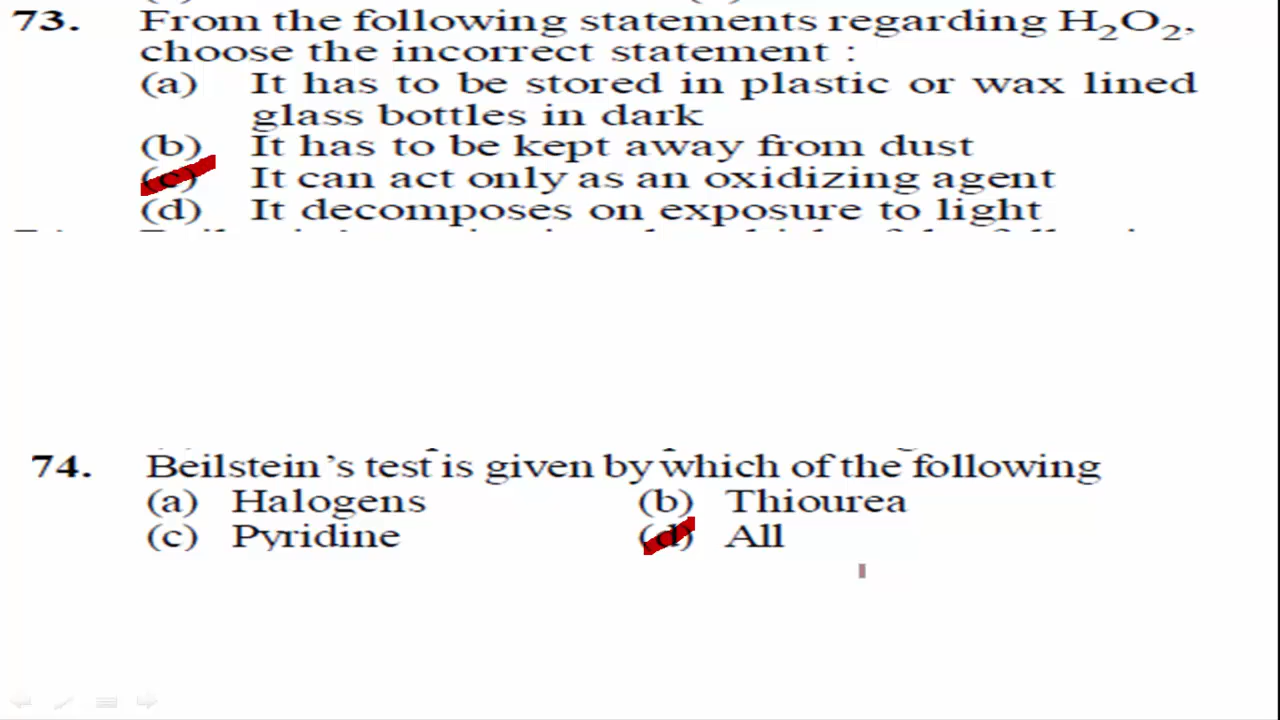 73. From the following statements regarding H₂O₂,
choose the incorrect statement :
(a) It has to be stored in plastic or wax lined
glass bottles in dark
(b) It has to be kept away from dust
(c) It can act only as an oxidizing agent
(d) It decomposes on exposure to light
74. Beilstein's test is given by which of the following
(a) Halogens (b) Thiourea
(c) Pyridine (d) All